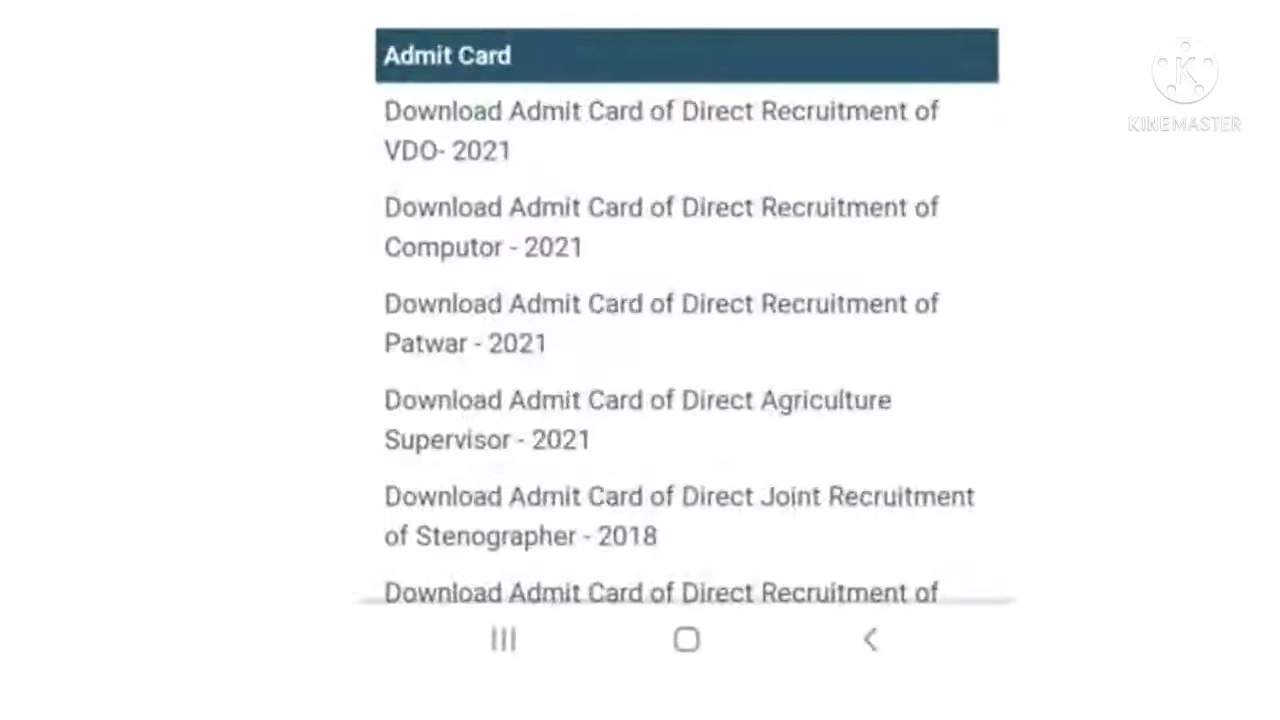 Admit Card
Download Admit Card of Direct Recruitment of
VDO- 2021
Download Admit Card of Direct Recruitment of
Computor - 2021
Download Admit Card of Direct Recruitment of
Patwar - 2021
Download Admit Card of Direct Agriculture
Supervisor - 2021
Download Admit Card of Direct Joint Recruitment
of Stenographer - 2018
Download Admit Card of Direct Recruitment of
K
KINEMASTER